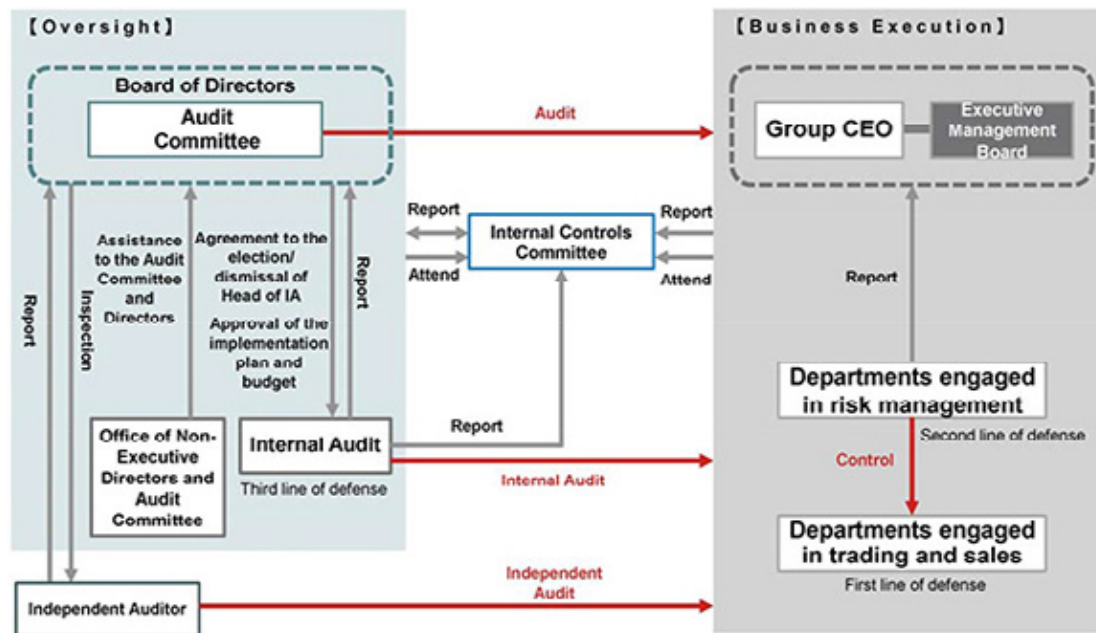 【Oversight】
Board of Directors
Audit
Committee
Audit
【Business Execution】
Group CEO
Executive
Management
Board
Report
Inspection
Assistance
to the Audit
Committee
and
Directors
Agreement to the
election/
dismissal of
Head of IA
Approval of the
implementation
plan and
budget
Report
Report
Attend
Internal Controls
Committee
Report
Attend
Report
Office of Non-
Executive
Directors and
Audit
Committee
Internal Audit
Third line of defense
Report
Internal Audit
Departments engaged
in risk management
Second line of defense
Control
Departments engaged
in trading and sales
First line of defense
Independent Auditor
Independent
Audit